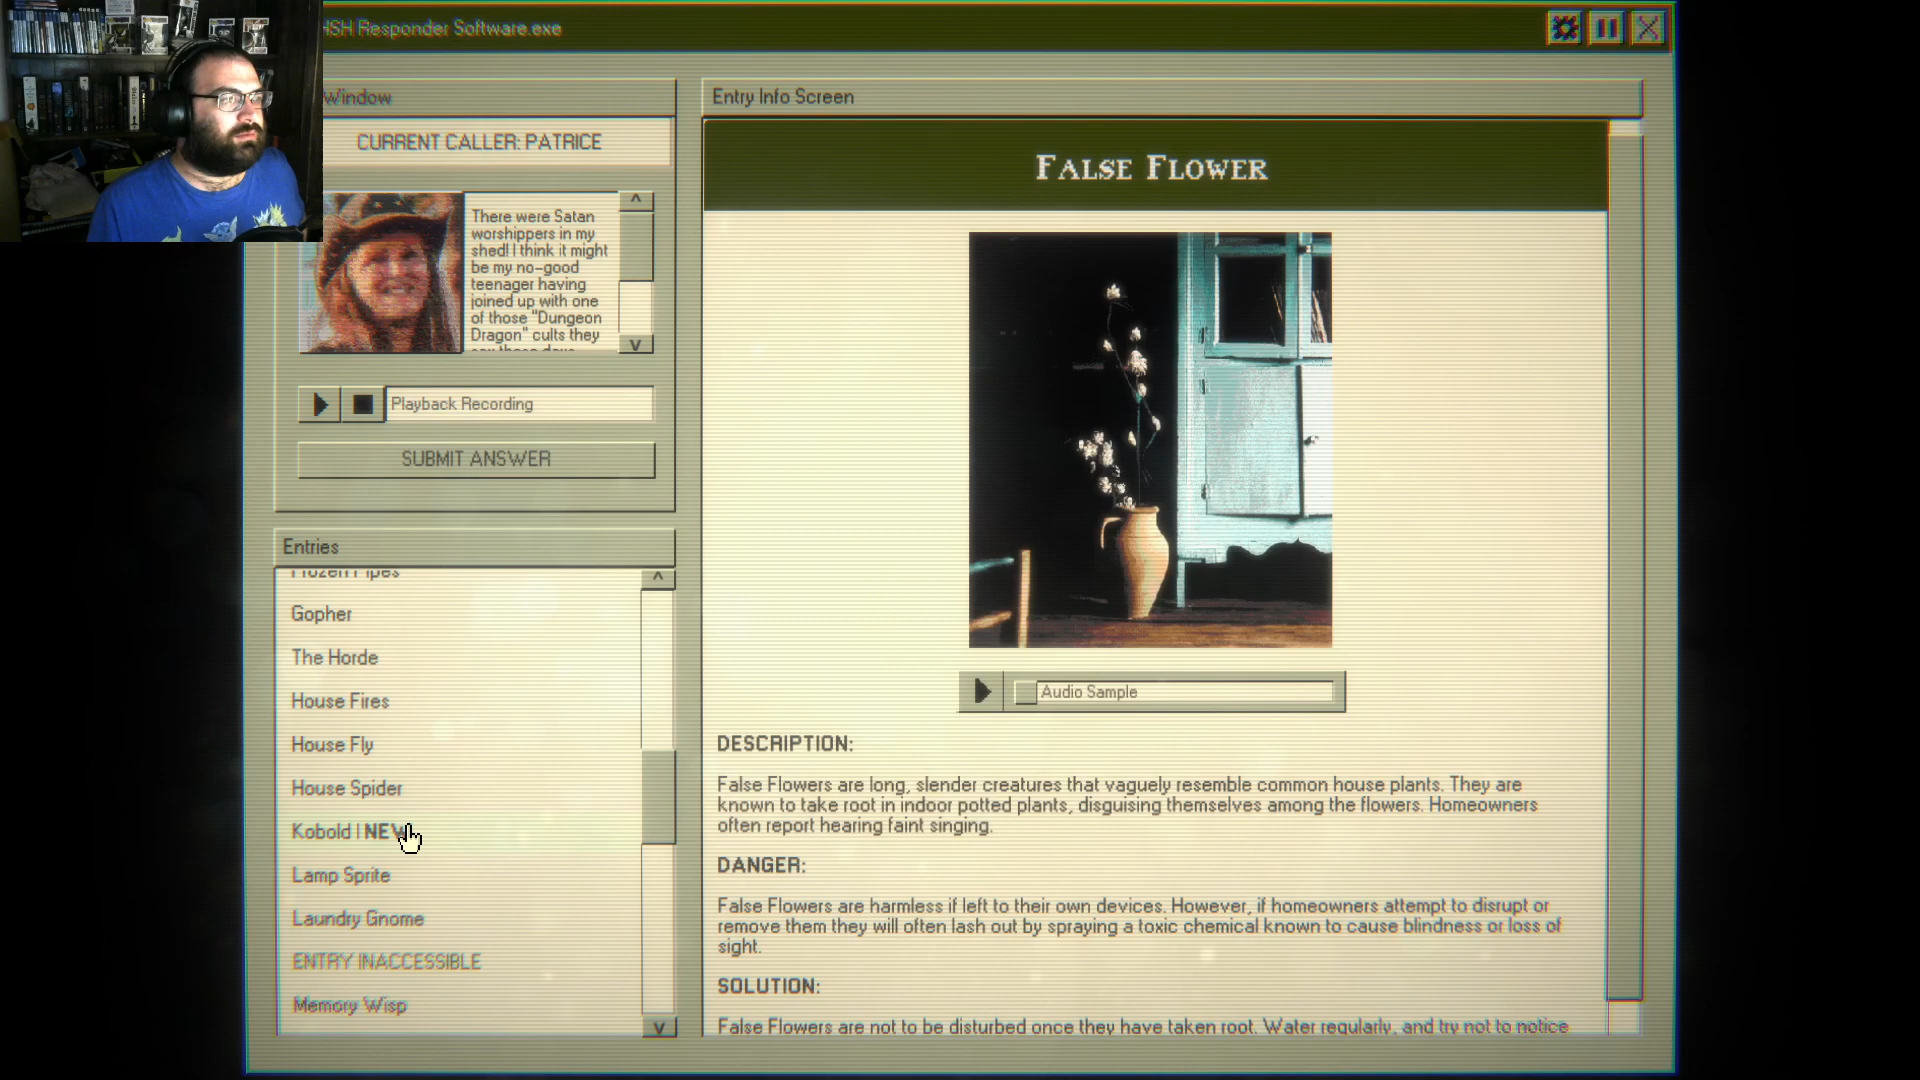 HSH Responder Software.exe
Window
CURRENT CALLER: PATRICE
There were Satan
worshippers in my
shed! I think it might
be my no-good
teenager having
joined up with one
of those "Dungeon
Dragon" cults they
say these days
Playback Recording
SUBMIT ANSWER
Entries
Frozen Pipes
Gopher
The Horde
House Fires
House Fly
House Spider
Kobold | NEW
Lamp Sprite
Laundry Gnome
ENTRY INACCESSIBLE
Memory Wisp
Entry Info Screen
FALSE FLOWER
Audio Sample
DESCRIPTION:
False Flowers are long, slender creatures that vaguely resemble common house plants. They are
known to take root in indoor potted plants, disguising themselves among the flowers. Homeowners
often report hearing faint singing.
DANGER:
False Flowers are harmless if left to their own devices. However, if homeowners attempt to disrupt or
remove them they will often lash out by spraying a toxic chemical known to cause blindness or loss of
sight.
SOLUTION:
False Flowers are not to be disturbed once they have taken root. Water regularly, and try not to notice